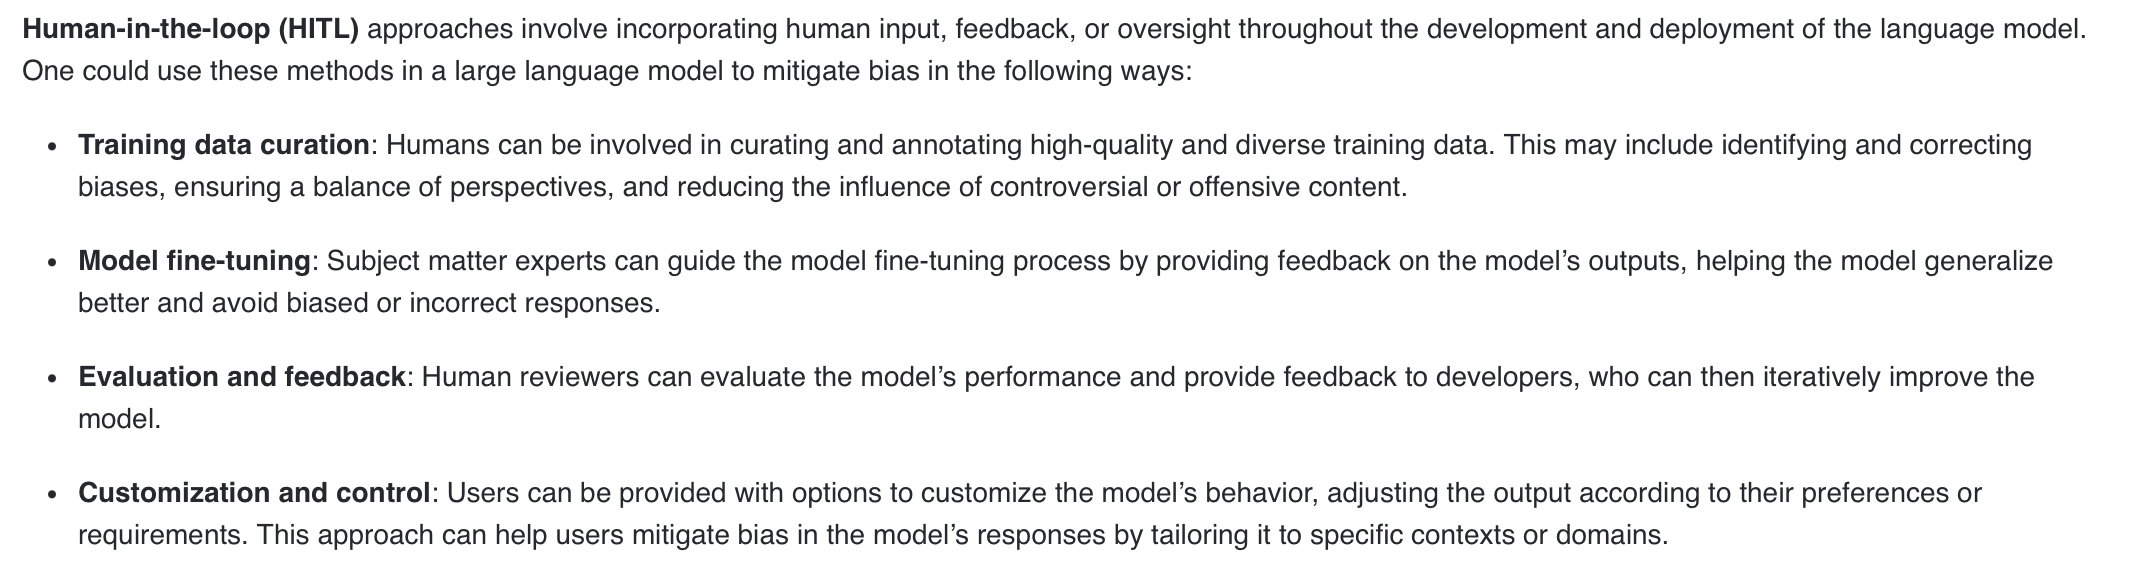 Human-in-the-loop (HITL) approaches involve incorporating human input, feedback, or oversight throughout the development and deployment of the language model.
One could use these methods in a large language model to mitigate bias in the following ways:
• Training data curation: Humans can be involved in curating and annotating high-quality and diverse training data. This may include identifying and correcting
biases, ensuring a balance of perspectives, and reducing the influence of controversial or offensive content.
• Model fine-tuning: Subject matter experts can guide the model fine-tuning process by providing feedback on the model’s outputs, helping the model generalize
better and avoid biased or incorrect responses.
• Evaluation and feedback: Human reviewers can evaluate the model’s performance and provide feedback to developers, who can then iteratively improve the
model.
• Customization and control: Users can be provided with options to customize the model’s behavior, adjusting the output according to their preferences or
requirements. This approach can help users mitigate bias in the model’s responses by tailoring it to specific contexts or domains.